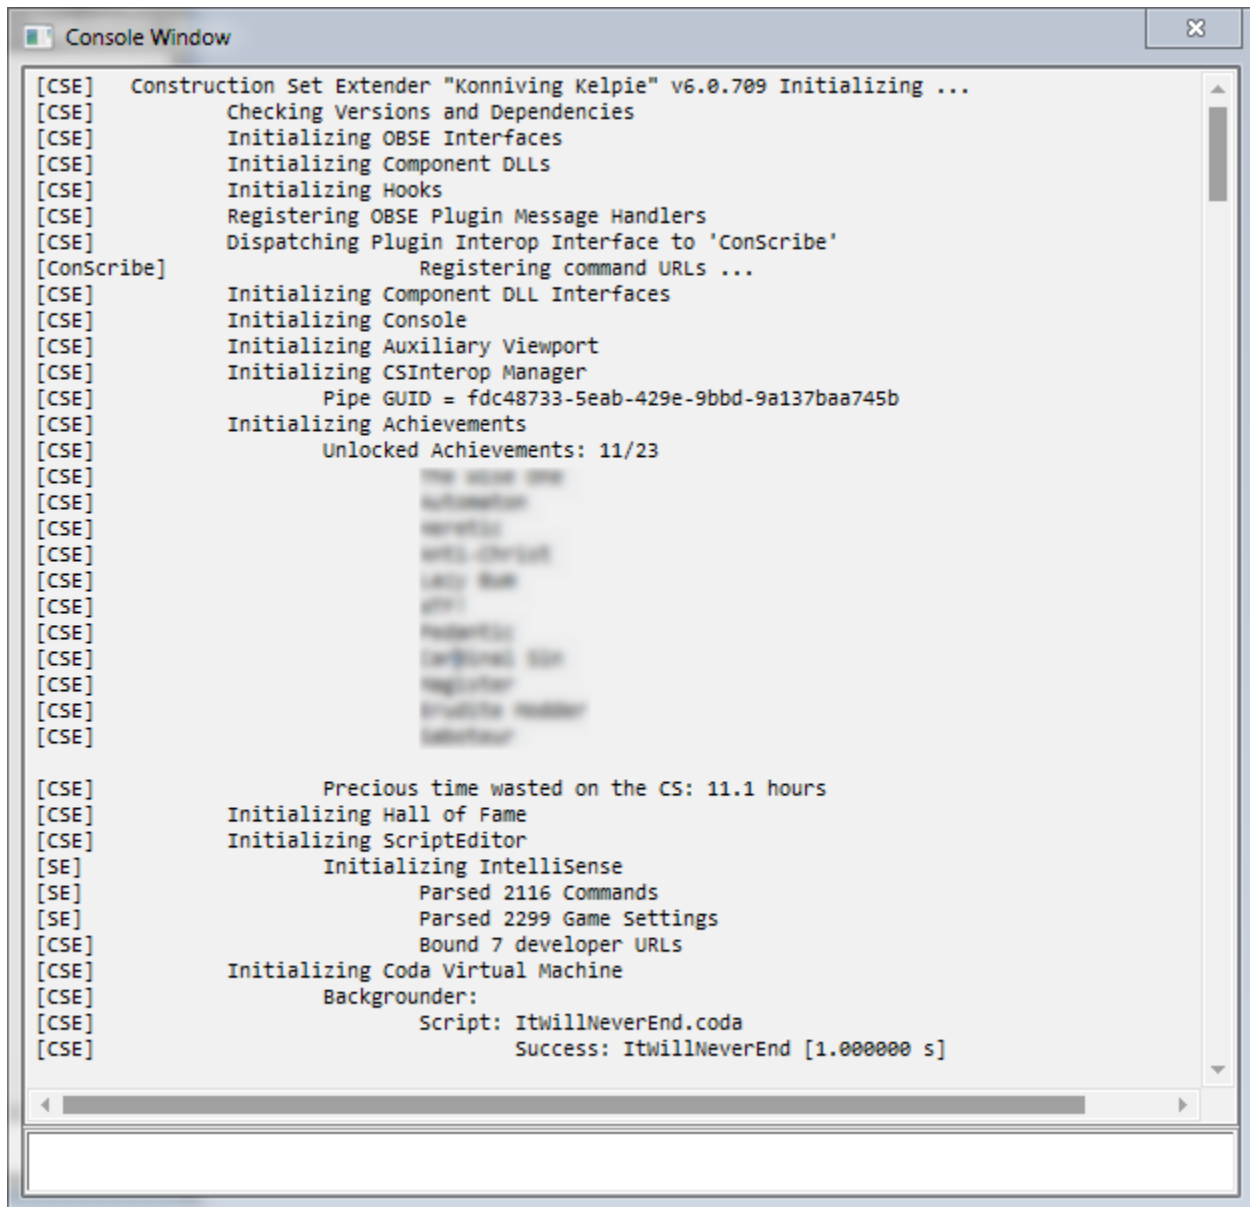 Console Window
[CSE] Construction Set Extender "Konniving Kelpie" v6.0.709 Initializing ...
[CSE] Checking Versions and Dependencies
[CSE] Initializing OBSE Interfaces
[CSE] Initializing Component DLLs
[CSE] Initializing Hooks
[CSE] Registering OBSE Plugin Message Handlers
[CSE] Dispatching Plugin Interop Interface to 'ConScribe'
[ConScribe] Registering command URLs ...
[CSE] Initializing Component DLL Interfaces
[CSE] Initializing Console
[CSE] Initializing Auxiliary Viewport
[CSE] Initializing CSInterop Manager
[CSE] Pipe GUID = fdc48733-5eab-429e-9bbd-9a137baa745b
[CSE] Initializing Achievements
[CSE] Unlocked Achievements: 11/23
[CSE]
[CSE]
[CSE]
[CSE]
[CSE]
[CSE]
[CSE]
[CSE]
[CSE]
[CSE]
[CSE]
[CSE] Precious time wasted on the CS: 11.1 hours
[CSE] Initializing Hall of Fame
[CSE] Initializing ScriptEditor
[SE] Initializing IntelliSense
[SE] Parsed 2116 Commands
[SE] Parsed 2299 Game Settings
[CSE] Bound 7 developer URLs
[CSE] Initializing Coda Virtual Machine
[CSE] Backgrounder:
[CSE] Script: ItWillNeverEnd.coda
[CSE] Success: ItWillNeverEnd [1.000000 s]